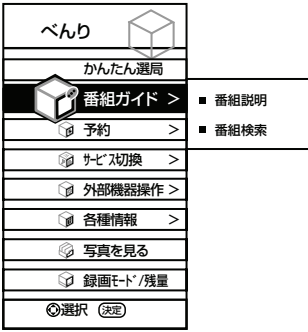 べんり
かんたん選局
番組ガイド >
■ 番組説明
■ 番組検索
予約 >
サービス切換 >
外部機器操作 >
各種情報 >
写真を見る
録画モード/残量
選択 決定